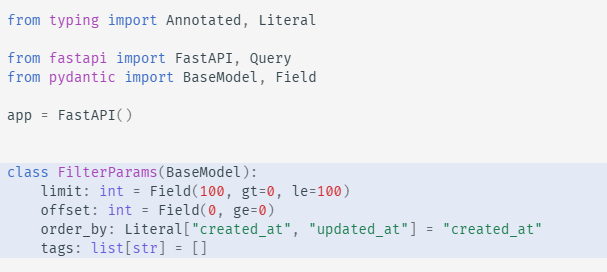 from typing import Annotated, Literal

from fastapi import FastAPI, Query
from pydantic import BaseModel, Field

app = FastAPI()


class FilterParams(BaseModel):
    limit: int = Field(100, gt=0, le=100)
    offset: int = Field(0, ge=0)
    order_by: Literal["created_at", "updated_at"] = "created_at"
    tags: list[str] = []